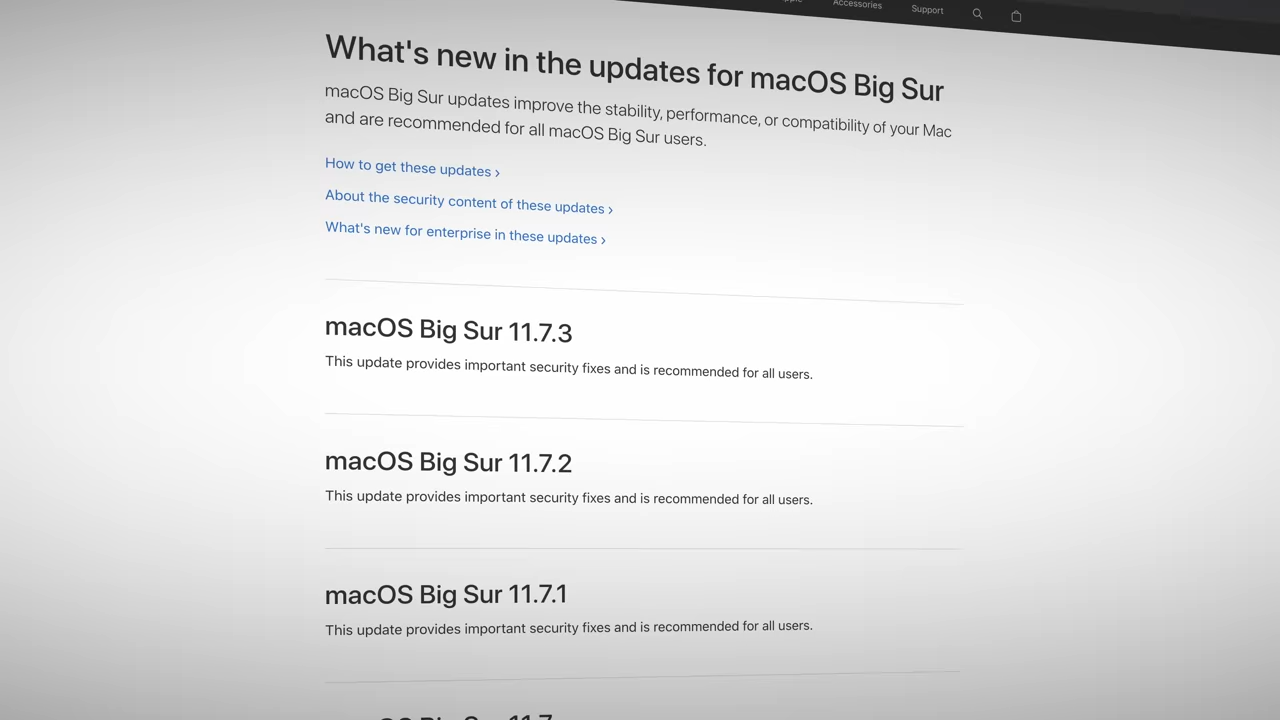 Accessories Support
What's new in the updates for macOS Big Sur
macOS Big Sur updates improve the stability, performance, or compatibility of your Mac
and are recommended for all macOS Big Sur users.
How to get these updates ›
About the security content of these updates ›
What's new for enterprise in these updates ›
macOS Big Sur 11.7.3
This update provides important security fixes and is recommended for all users.
macOS Big Sur 11.7.2
This update provides important security fixes and is recommended for all users.
macOS Big Sur 11.7.1
This update provides important security fixes and is recommended for all users.